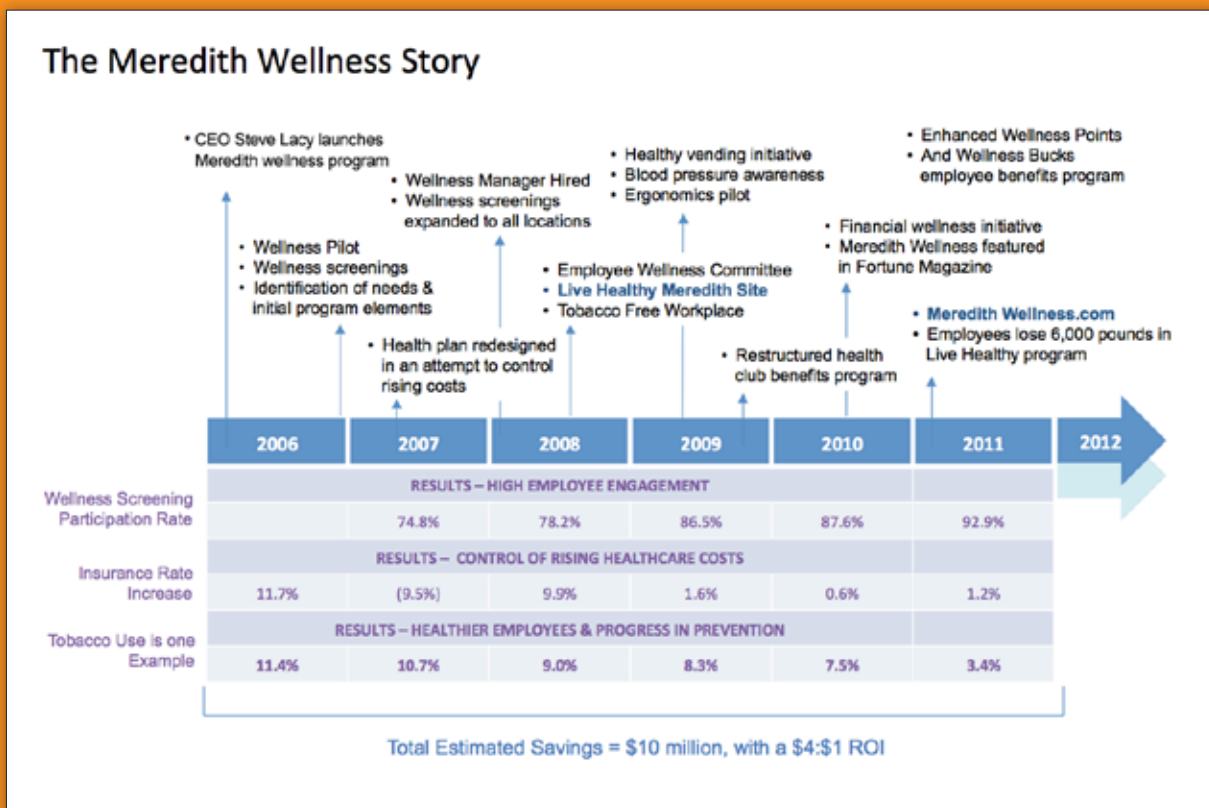 The Meredith Wellness Story
• CEO Steve Lacy launches
Meredith wellness program
• Wellness Pilot
• Wellness screenings
• Identification of needs &
initial program elements
• Wellness Manager Hired
• Wellness screenings
expanded to all locations
• Health plan redesigned
in an attempt to control
rising costs
• Employee Wellness Committee
• Live Healthy Meredith Site
• Tobacco Free Workplace
• Healthy vending initiative
• Blood pressure awareness
• Ergonomics pilot
• Restructured health
club benefits program
• Financial wellness initiative
• Meredith Wellness featured
in Fortune Magazine
• Enhanced Wellness Points
• And Wellness Bucks
employee benefits program
• Meredith Wellness.com
• Employees lose 6,000 pounds in
Live Healthy program
2006 2007 2008 2009 2010 2011 2012
RESULTS – HIGH EMPLOYEE ENGAGEMENT
Wellness Screening
Participation Rate
74.8% 78.2% 86.5% 87.6% 92.9%
RESULTS – CONTROL OF RISING HEALTHCARE COSTS
Insurance Rate
Increase
11.7% (9.5%) 9.9% 1.6% 0.6% 1.2%
RESULTS – HEALTHIER EMPLOYEES & PROGRESS IN PREVENTION
Tobacco Use is one
Example
11.4% 10.7% 9.0% 8.3% 7.5% 3.4%
Total Estimated Savings = $10 million, with a $4:$1 ROI